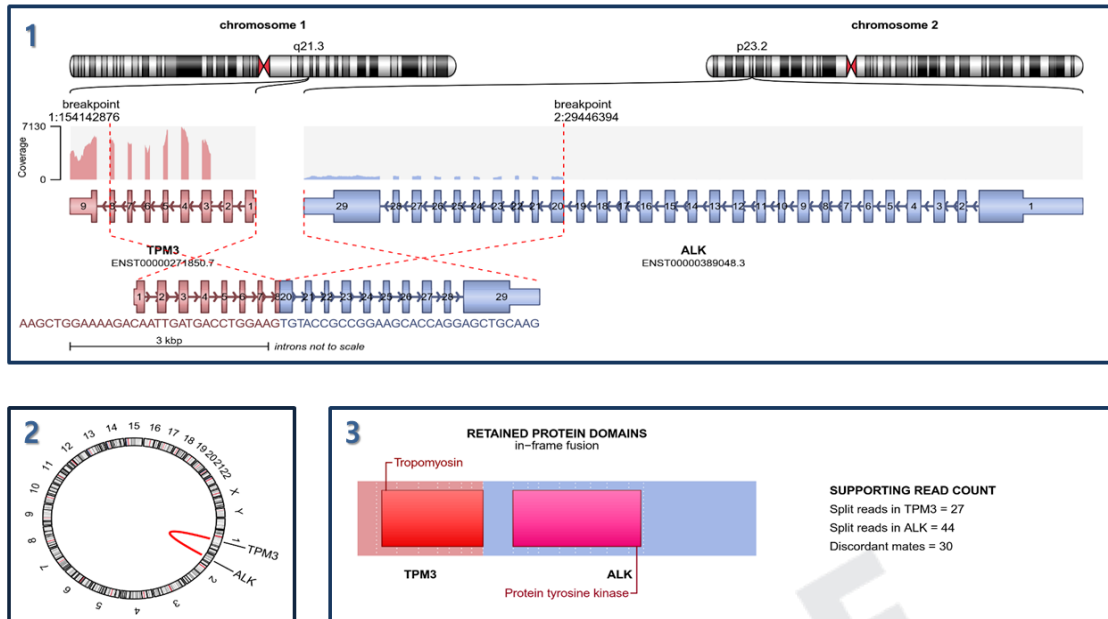 1
chromosome 1
chromosome 2
q21.3
p23.2
breakpoint
1:154142876
breakpoint
2:29446394
Coverage
7130
0
9 8 7 6 5 4 3 2 1
29 28 27 26 25 24 23 22 21 20 19 18 17 16 15 14 13 12 11 10 9 8 7 6 5 4 3 2 1
TPM3
ENST00000271850.7
ALK
ENST00000389048.3
1 2 3 4 5 6 7 8 20 21 22 23 24 25 26 27 28 29
AAGCTGGAAAAGACAATTGATGACCTGGAAGTGTACCGCCGGAAGCACCAGGAGCTGCAAG
3 kbp
introns not to scale
2
1 2 3 4 5 6 7 8 9 10 11 12 13 14 15 16 17 18 19 20 21 22 X Y
TPM3
ALK
3
RETAINED PROTEIN DOMAINS
in-frame fusion
Tropomyosin
TPM3
ALK
Protein tyrosine kinase
SUPPORTING READ COUNT
Split reads in TPM3 = 27
Split reads in ALK = 44
Discordant mates = 30